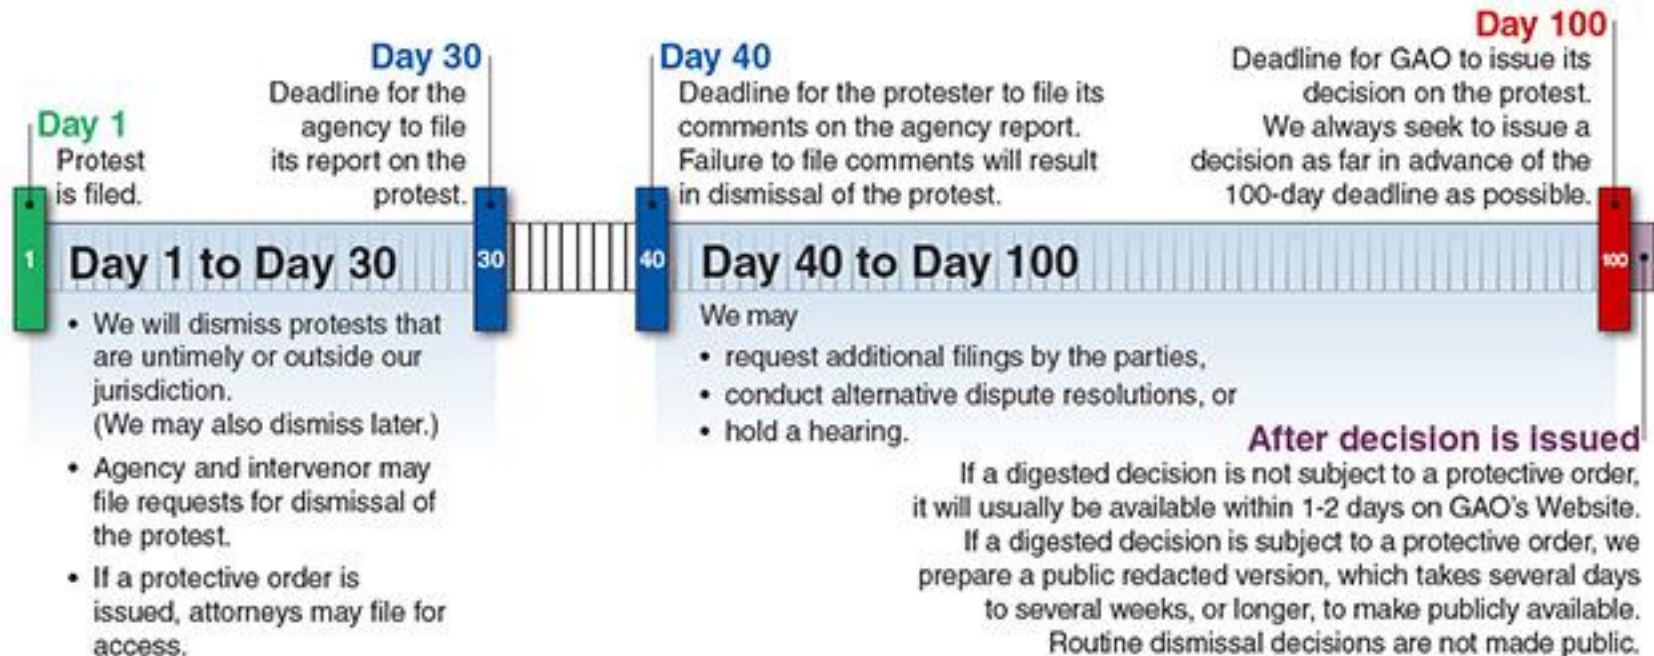 Day 1
Protest
is filed.
Day 30
Deadline for the
agency to file
its report on the
protest.
Day 40
Deadline for the protester to file its
comments on the agency report.
Failure to file comments will result
in dismissal of the protest.
Day 100
Deadline for GAO to issue its
decision on the protest.
We always seek to issue a
decision as far in advance of the
100-day deadline as possible.
1
Day 1 to Day 30
30
40
Day 40 to Day 100
100
• We will dismiss protests that
are untimely or outside our
jurisdiction.
(We may also dismiss later.)
• Agency and intervenor may
file requests for dismissal of
the protest.
• If a protective order is
issued, attorneys may file for
access.
We may
• request additional filings by the parties,
• conduct alternative dispute resolutions, or
• hold a hearing.
After decision is issued
If a digested decision is not subject to a protective order,
it will usually be available within 1-2 days on GAO's Website.
If a digested decision is subject to a protective order, we
prepare a public redacted version, which takes several days
to several weeks, or longer, to make publicly available.
Routine dismissal decisions are not made public.